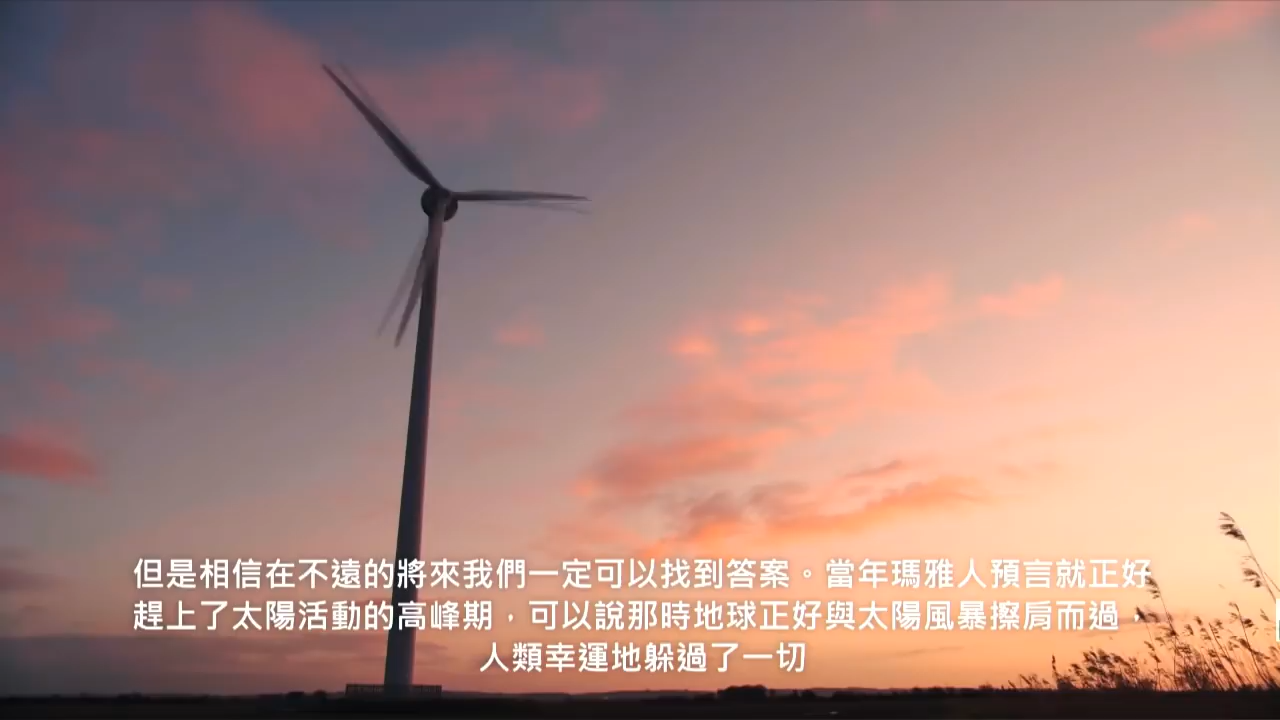 但是相信在不遠的將來我們一定可以找到答案。當年瑪雅人預言就正好
趕上了太陽活動的高峰期，可以說那時地球正好與太陽風暴擦肩而過，
人類幸運地躲過了一切